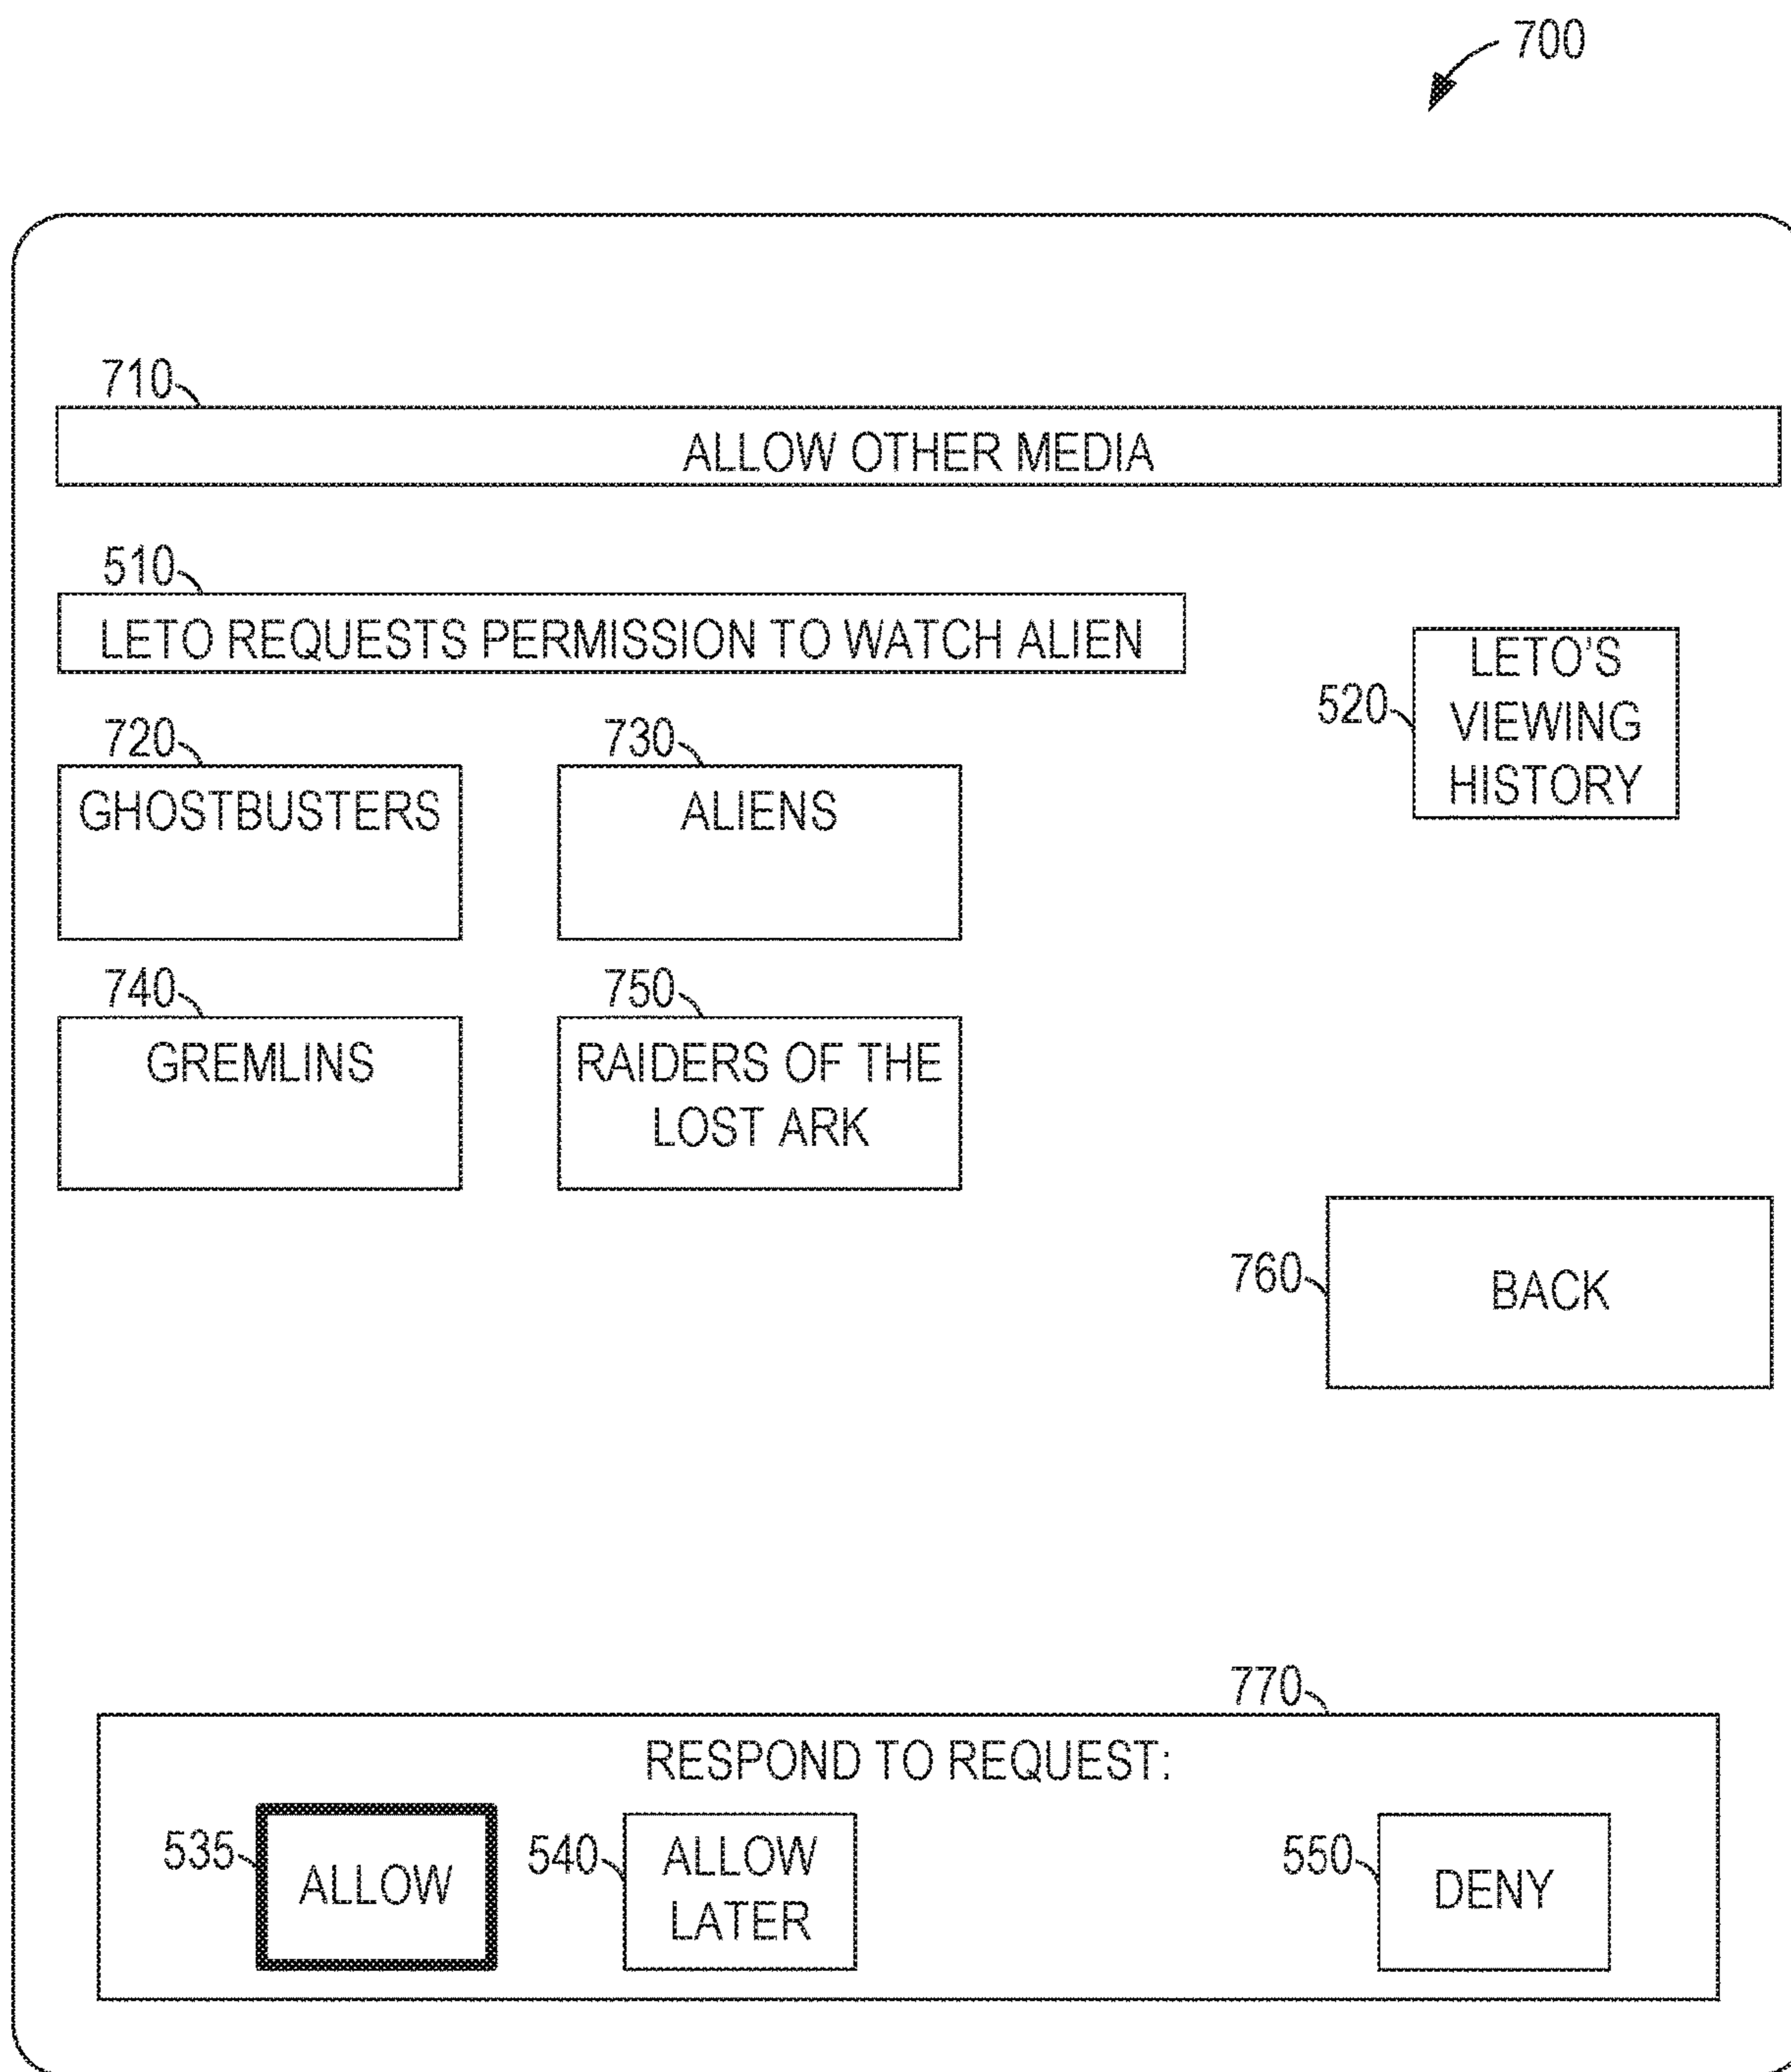 700
710
ALLOW OTHER MEDIA
510
LETO REQUESTS PERMISSION TO WATCH ALIEN
520
LETO'S
VIEWING
HISTORY
720
GHOSTBUSTERS
730
ALIENS
740
GREMLINS
750
RAIDERS OF THE
LOST ARK
760
BACK
770
RESPOND TO REQUEST:
535
ALLOW
540
ALLOW
LATER
550
DENY